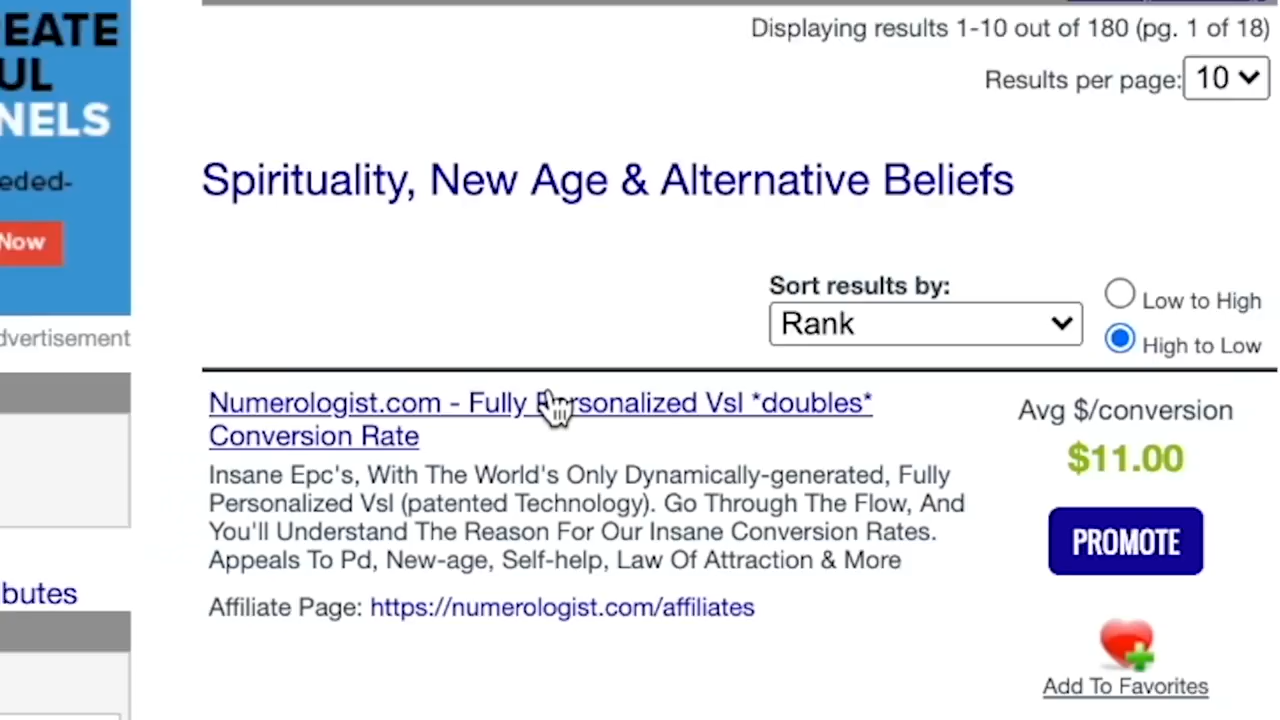 EATE
UL
NELS
eded-
Now
dvertisement
butes
Displaying results 1-10 out of 180 (pg. 1 of 18)
Results per page: 10
Spirituality, New Age & Alternative Beliefs
Sort results by:
Rank
Low to High
High to Low
Numerologist.com - Fully Personalized Vsl *doubles*
Conversion Rate
Insane Epc's, With The World's Only Dynamically-generated, Fully
Personalized Vsl (patented Technology). Go Through The Flow, And
You'll Understand The Reason For Our Insane Conversion Rates.
Appeals To Pd, New-age, Self-help, Law Of Attraction & More
Affiliate Page: https://numerologist.com/affiliates
Avg $/conversion
$11.00
PROMOTE
Add To Favorites